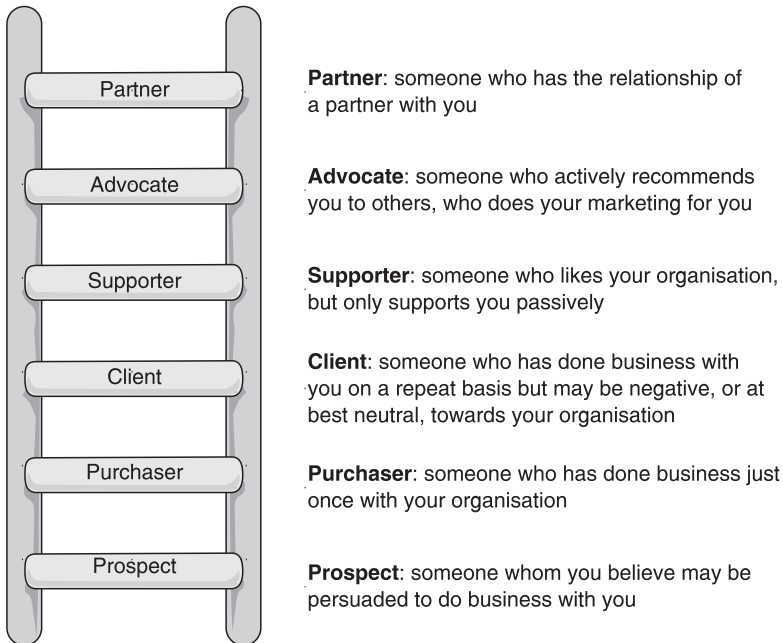 Partner
Partner: someone who has the relationship of
a partner with you
Advocate
Advocate: someone who actively recommends
you to others, who does your marketing for you
Supporter
Supporter: someone who likes your organisation,
but only supports you passively
Client
Client: someone who has done business with
you on a repeat basis but may be negative, or at
best neutral, towards your organisation
Purchaser
Purchaser: someone who has done business just
once with your organisation
Prospect
Prospect: someone whom you believe may be
persuaded to do business with you